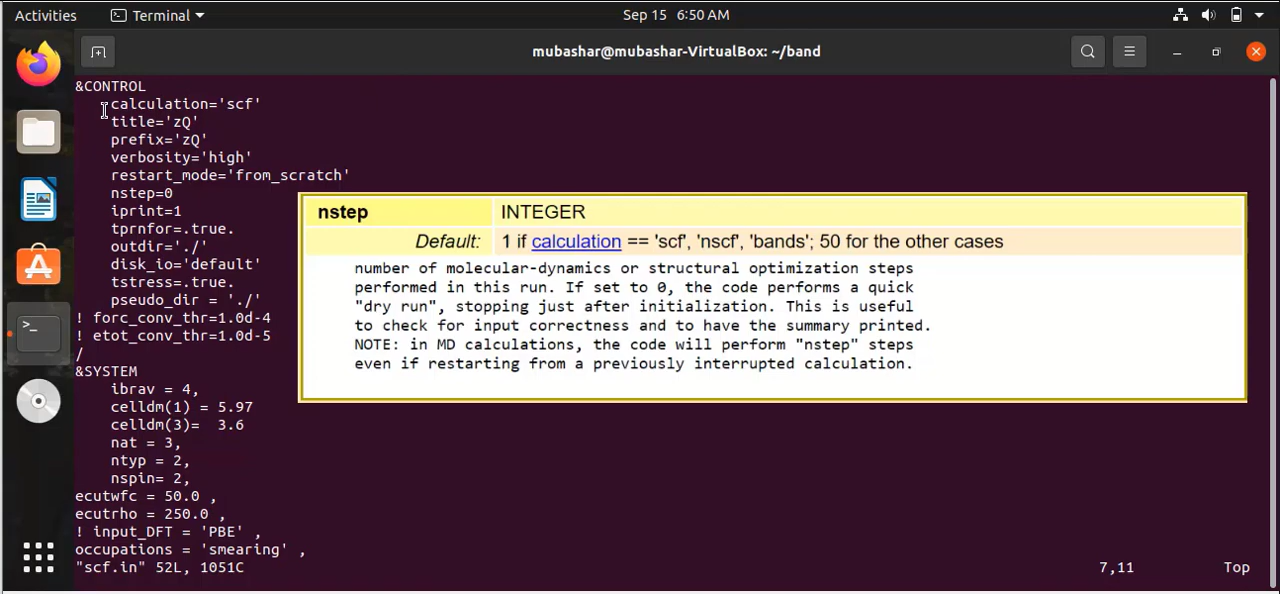 Activities
Terminal
Sep 15 6:50 AM
mubashar@mubashar-VirtualBox: ~/band
&CONTROL
calculation='scf'
title='zQ'
prefix='zQ'
verbosity='high'
restart_mode='from_scratch'
nstep=0
iprint=1
tprnfor=.true.
outdir='./'
disk_io='default'
tstress=.true.
pseudo_dir = './'
! forc_conv_thr=1.0d-4
! etot_conv_thr=1.0d-5
/
&SYSTEM
ibrav = 4,
celldm(1) = 5.97
celldm(3)=  3.6
nat = 3,
ntyp = 2,
nspin= 2,
ecutwfc = 50.0 ,
ecutrho = 250.0 ,
! input_DFT = 'PBE' ,
occupations = 'smearing' ,
"scf.in" 52L, 1051C
7,11
Top
nstep
INTEGER
Default: 1 if calculation == 'scf', 'nscf', 'bands'; 50 for the other cases
number of molecular-dynamics or structural optimization steps
performed in this run. If set to 0, the code performs a quick
"dry run", stopping just after initialization. This is useful
to check for input correctness and to have the summary printed.
NOTE: in MD calculations, the code will perform "nstep" steps
even if restarting from a previously interrupted calculation.